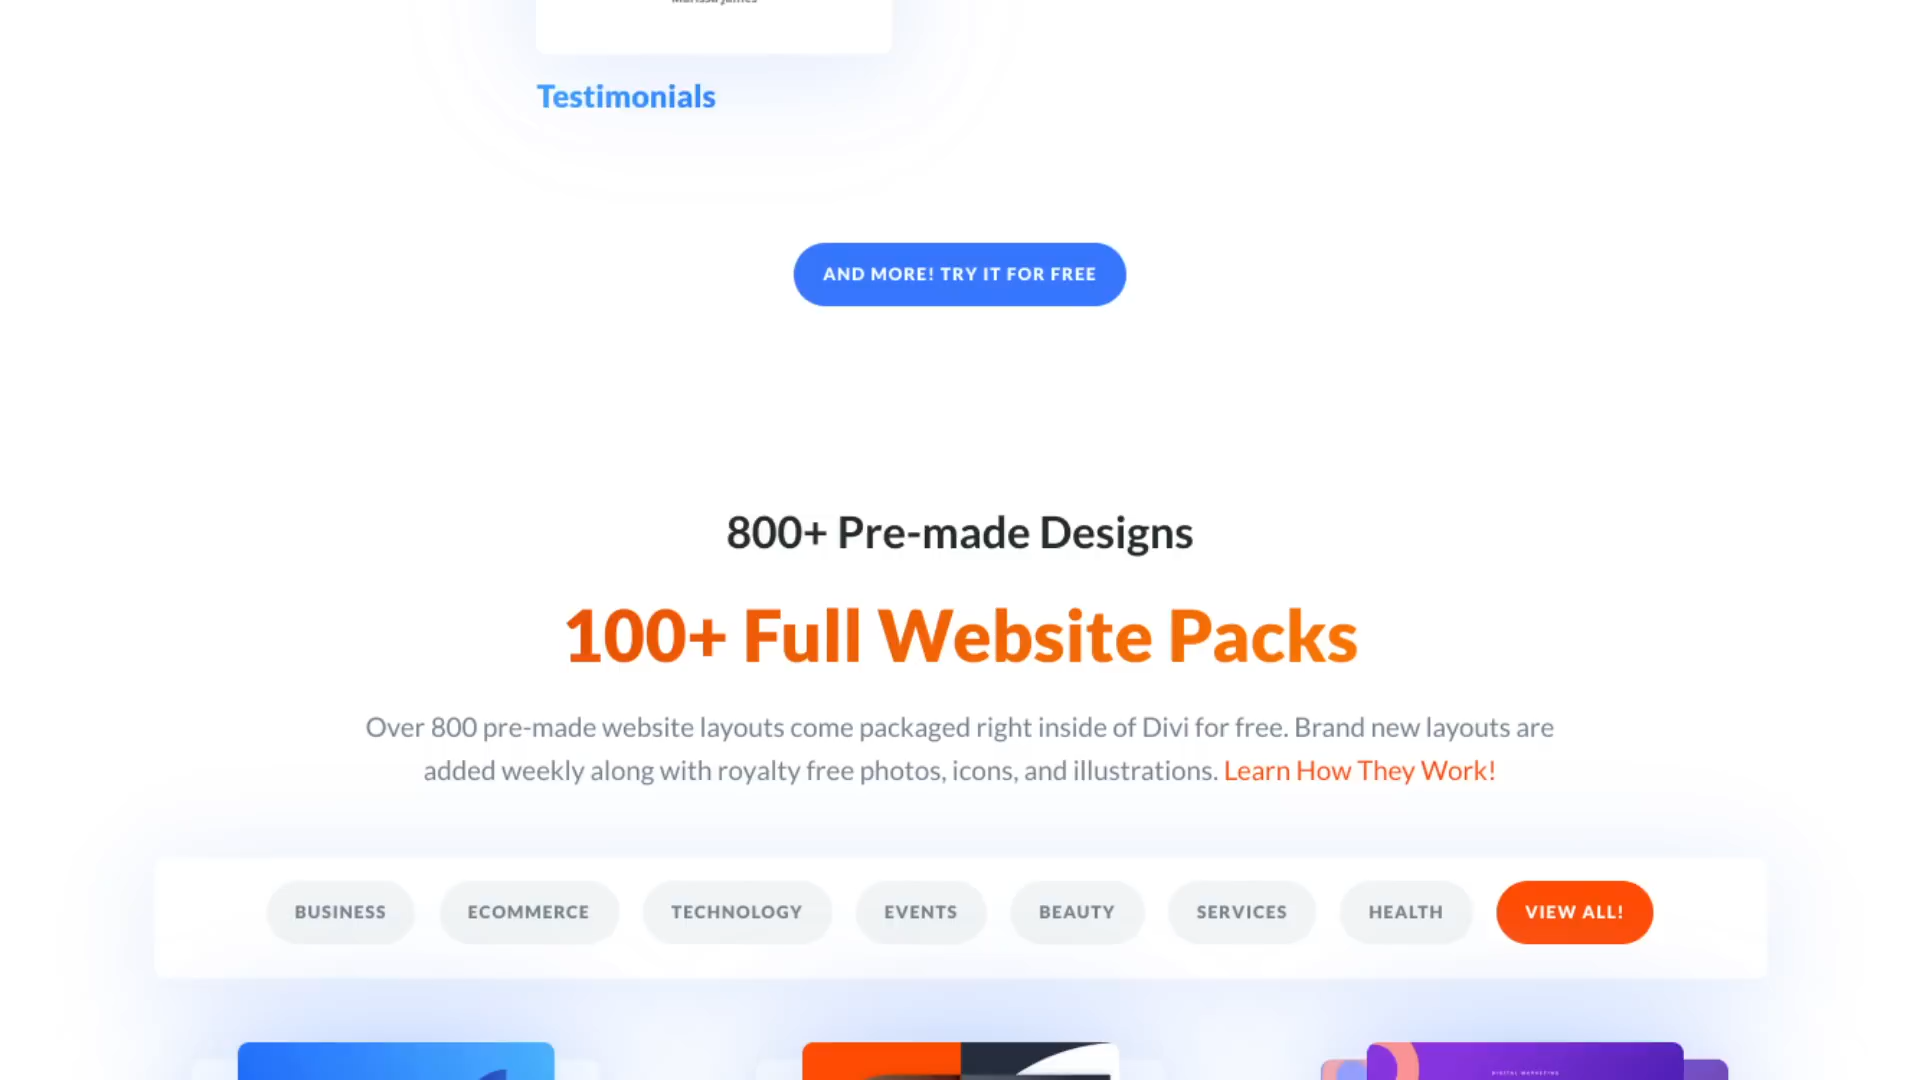 Testimonials
AND MORE! TRY IT FOR FREE
800+ Pre-made Designs
100+ Full Website Packs
Over 800 pre-made website layouts come packaged right inside of Divi for free. Brand new layouts are
added weekly along with royalty free photos, icons, and illustrations. Learn How They Work!
BUSINESS
ECOMMERCE
TECHNOLOGY
EVENTS
BEAUTY
SERVICES
HEALTH
VIEW ALL!
DIGITAL MARKETING